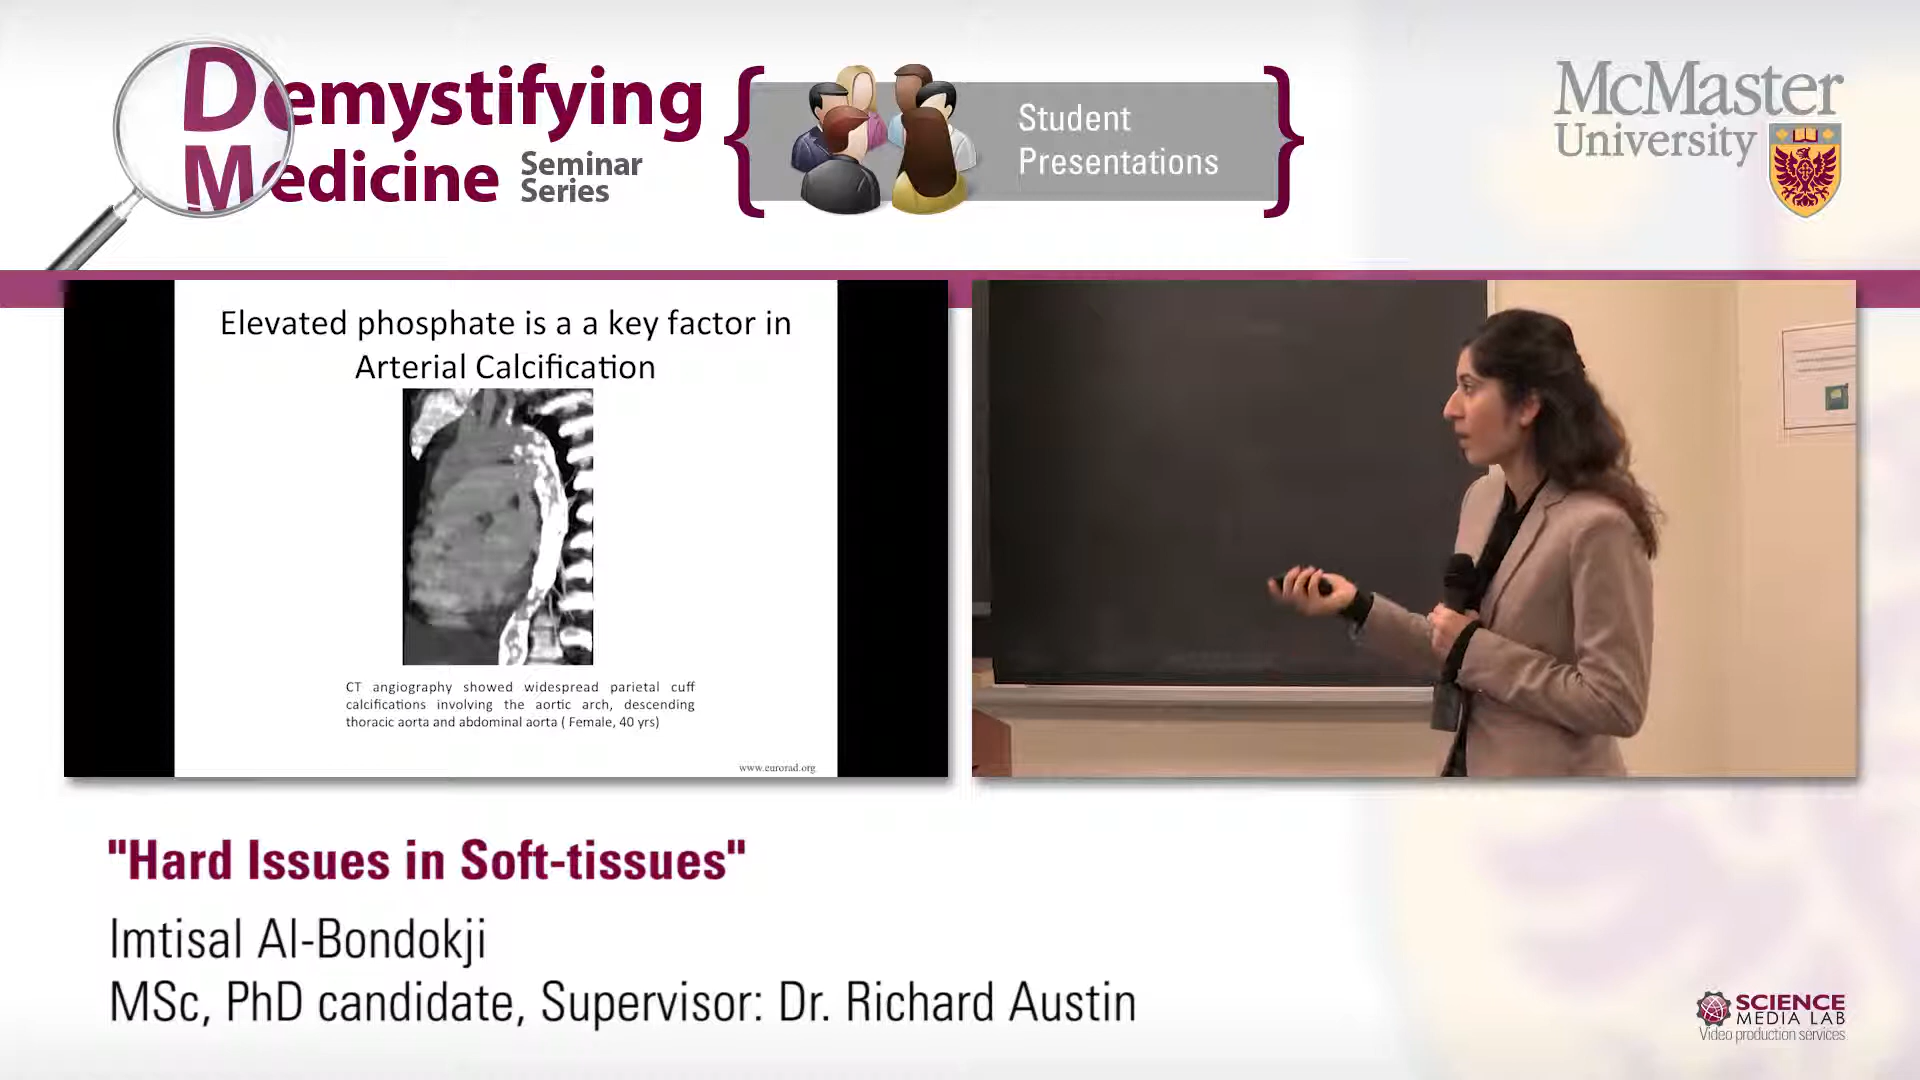 Demystifying
Medicine Seminar
Series
Student
Presentations
McMaster
University
Elevated phosphate is a a key factor in
Arterial Calcification
CT angiography showed widespread parietal cuff
calcifications involving the aortic arch, descending
thoracic aorta and abdominal aorta ( Female, 40 yrs)
www.eurorad.org
"Hard Issues in Soft-tissues"
Imtisal Al-Bondokji
MSc, PhD candidate, Supervisor: Dr. Richard Austin
SCIENCE
MEDIA LAB
Video production services